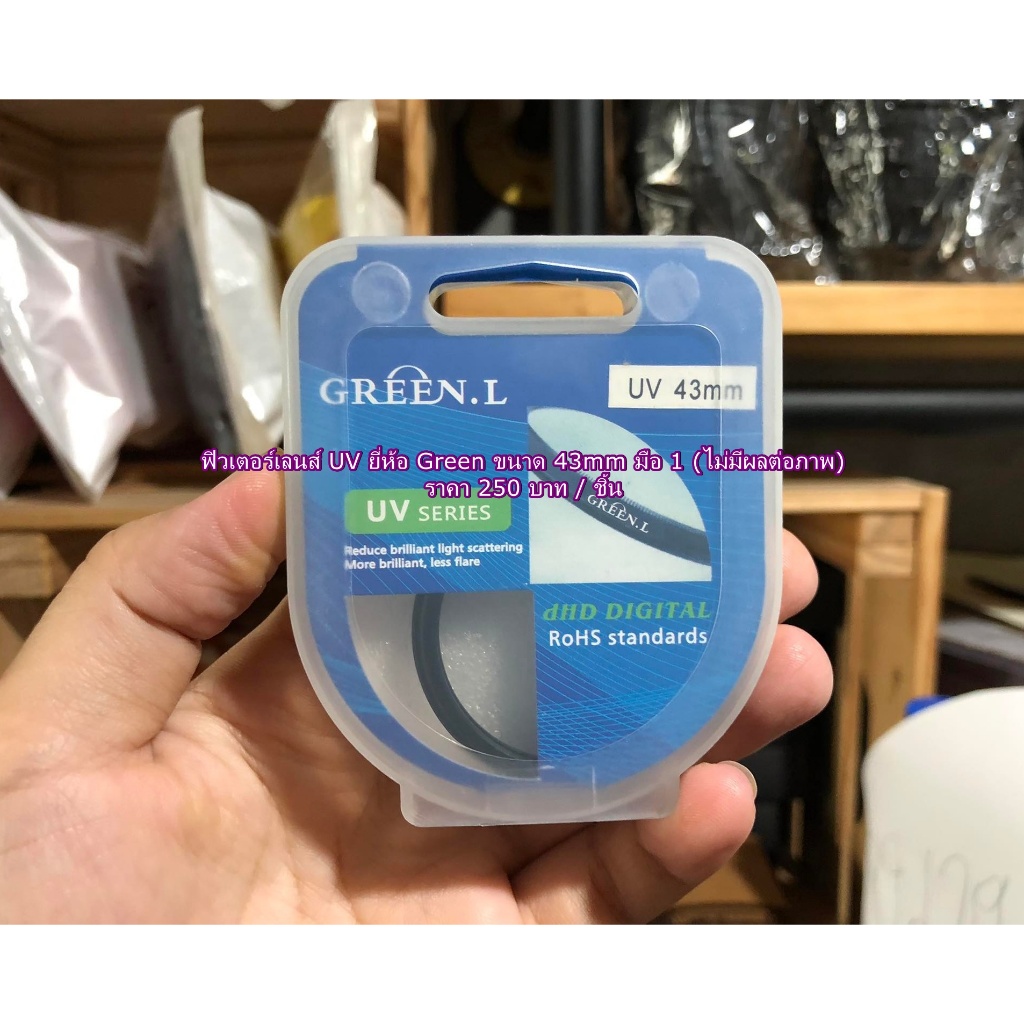 GREEN.L
UV 43mm
ฟิวเตอร์เลนส์ UV ยี่ห้อ Green ขนาด 43mm มือ 1 (ไม่มีผลต่อภาพ)
ราคา 250 บาท / ชิ้น
GREEN.L
UV SERIES
Reduce brilliant light scattering
More brilliant, less flare
dHD DIGITAL
RoHS standards